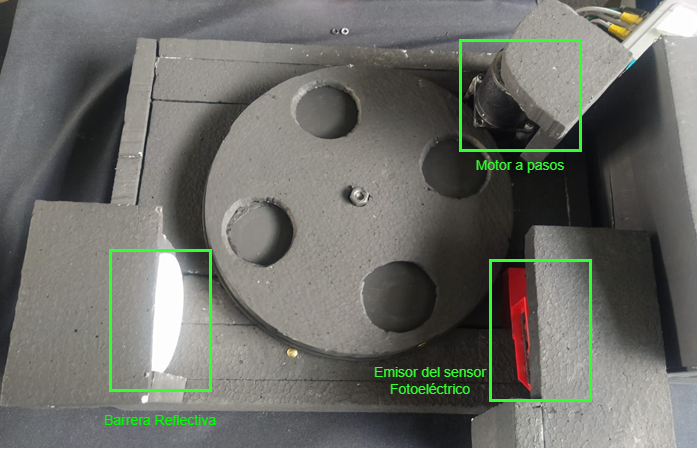 Motor a pasos
Emisor del sensor
Fotoeléctrico
Barrera Reflectiva